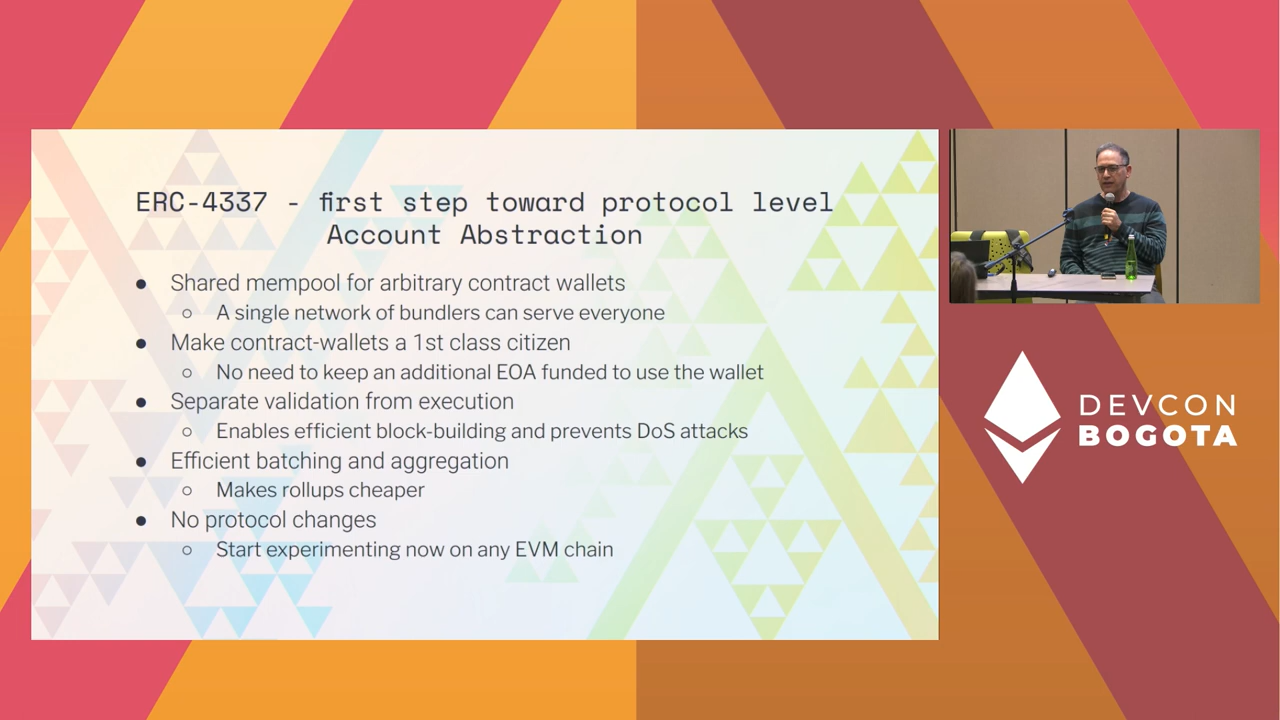 ERC-4337 - first step toward protocol level
Account Abstraction
● Shared mempool for arbitrary contract wallets
○ A single network of bundlers can serve everyone
● Make contract-wallets a 1st class citizen
○ No need to keep an additional EOA funded to use the wallet
● Separate validation from execution
○ Enables efficient block-building and prevents DoS attacks
● Efficient batching and aggregation
○ Makes rollups cheaper
● No protocol changes
○ Start experimenting now on any EVM chain
DEVCON
BOGOTA